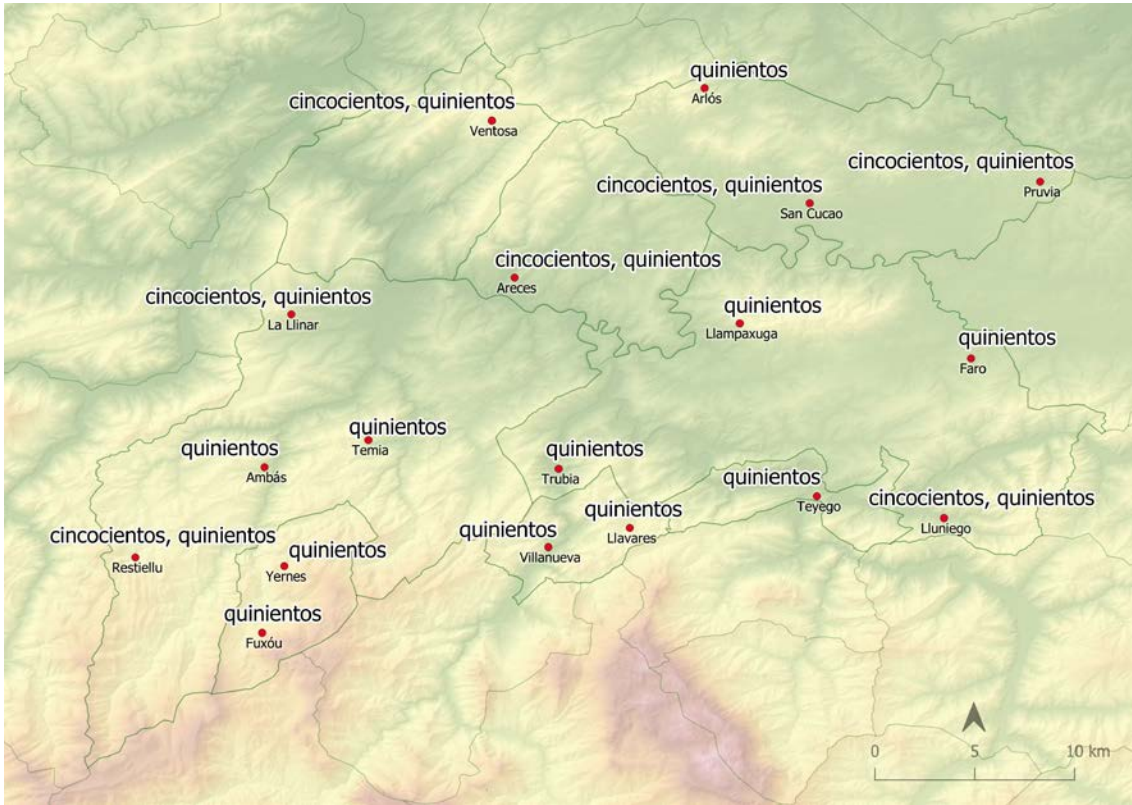 quinientos
Arlós
cincocientos, quinientos
Ventosa
cincocientos, quinientos
Pruvia
cincocientos, quinientos
San Cucao
cincocientos, quinientos
Areces
cincocientos, quinientos
La Llinar
quinientos
Llampaxuga
quinientos
Faro
quinientos
Temia
quinientos
Ambás
quinientos
Trubia
quinientos
Teyego
cincocientos, quinientos
Lluniego
quinientos
Llavares
quinientos
Villanueva
cincocientos, quinientos
Restiellu
quinientos
Yernes
quinientos
Fuxóu
0 5 10 km